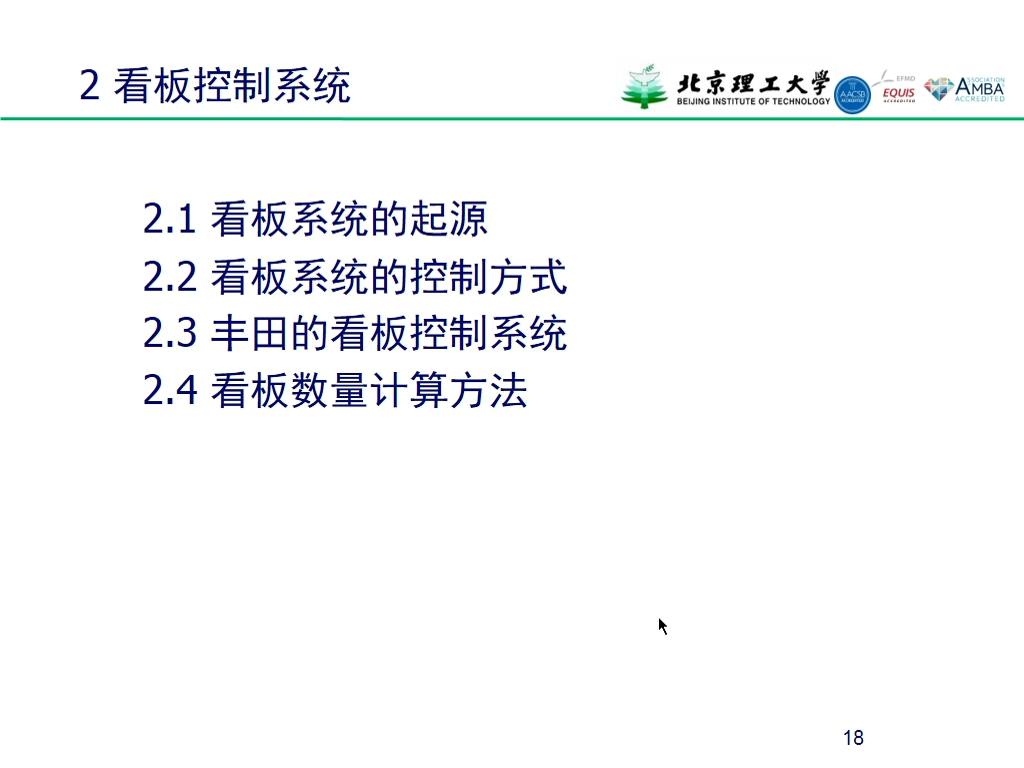 2 看板控制系统
北京理工大学
BEIJING INSTITUTE OF TECHNOLOGY
AACSB
ACCREDITED
EFMD
EQUIS
ACCREDITED
ASSOCIATION
AMBA
ACCREDITED
2.1 看板系统的起源
2.2 看板系统的控制方式
2.3 丰田的看板控制系统
2.4 看板数量计算方法
18